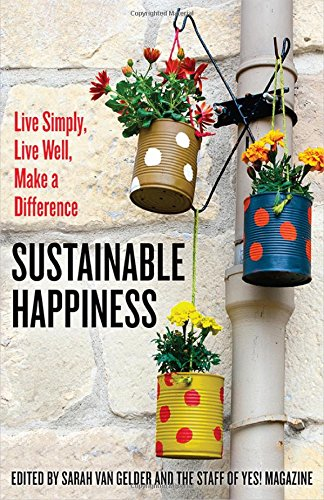 Live Simply,
Live Well,
Make a
Difference
SUSTAINABLE
HAPPINESS
EDITED BY SARAH VAN GELDER AND THE STAFF OF YES! MAGAZINE